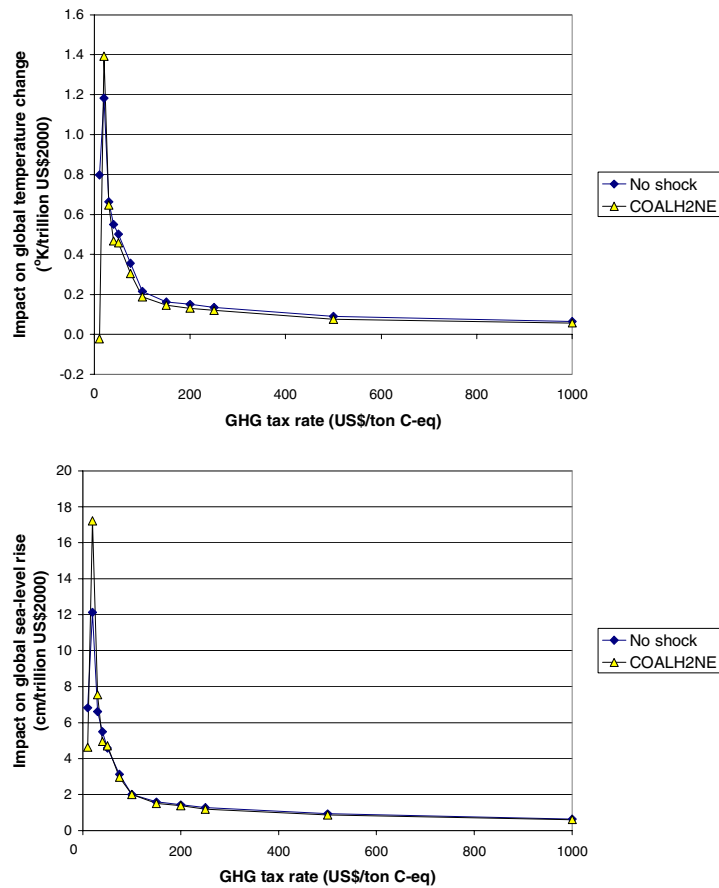 1.6
1.4
1.2
1.0
0.8
0.6
0.4
0.2
0.0
-0.2
Impact on global temperature change
(°K/trillion US$2000)
0 200 400 600 800 1000
GHG tax rate (US$/ton C-eq)
No shock
COALH2NE
20
18
16
14
12
10
8
6
4
2
0
Impact on global sea-level rise
(cm/trillion US$2000)
0 200 400 600 800 1000
GHG tax rate (US$/ton C-eq)
No shock
COALH2NE